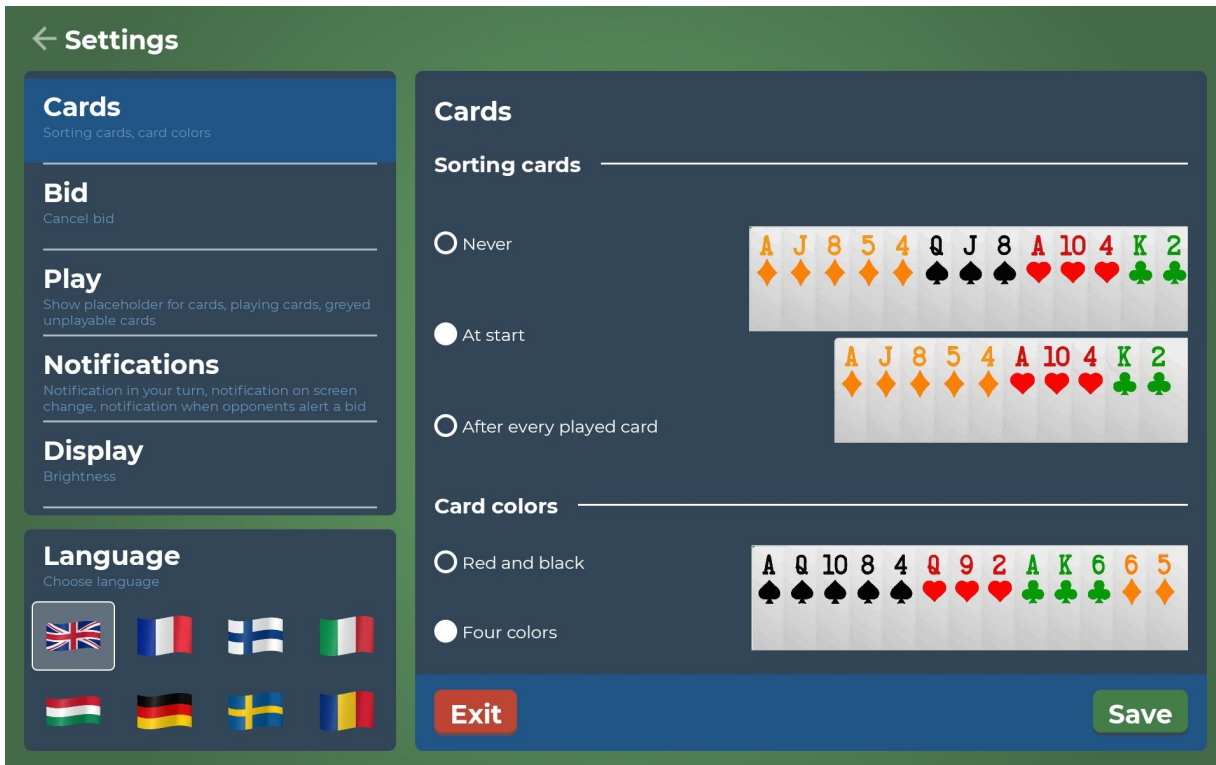 Settings
Cards
Sorting cards, card colors
Bid
Cancel bid
Play
Show placeholder for cards, playing cards, greyed
unplayable cards
Notifications
Notification in your turn, notification on screen
change, notification when opponents alert a bid
Display
Brightness
Language
Choose language
Cards
Sorting cards
Never
A J 8 5 4 Q J 8 A 10 4 K 2
At start
A J 8 5 4 A 10 4 K 2
After every played card
Card colors
Red and black
A Q 10 8 4 Q 9 2 A K 6 6 5
Four colors
Exit
Save